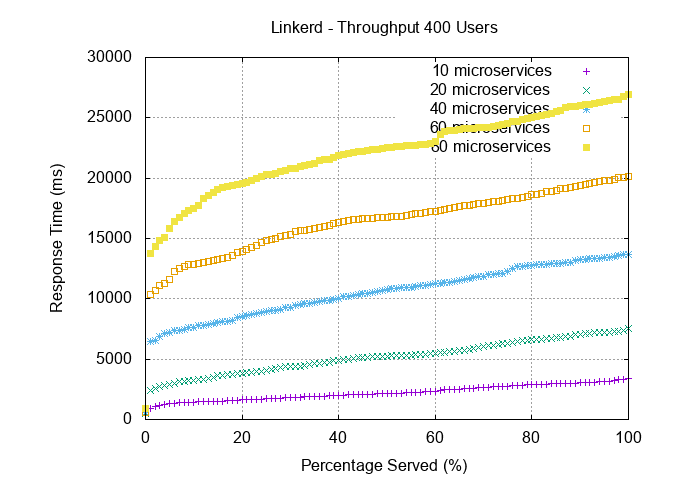 Linkerd - Throughput 400 Users
30000
25000
20000
15000
10000
5000
0
Response Time (ms)
10 microservices
20 microservices
40 microservices
60 microservices
80 microservices
0 20 40 60 80 100
Percentage Served (%)